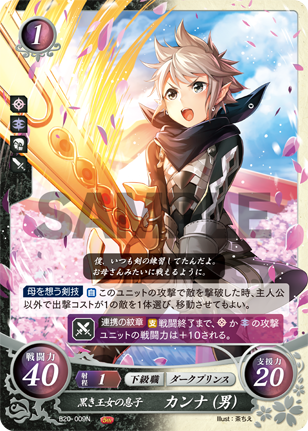 1
SAMPLE
僕、いつも剣の練習してたんだよ。
お母さんみたいに戦えるように。
母を想う剣技 自 このユニットの攻撃で敵を撃破した時、主人公
以外で出撃コストが1の敵を1体選び、移動させてもよい。
連携の紋章 支 戦闘終了まで、か の攻撃
ユニットの戦闘力は+10される。
戦闘力
40
射程 1 下級職 ダークプリンス
支援力
20
黒き王女の息子 カンナ(男)
B20-009N
Illust：茶ちえ